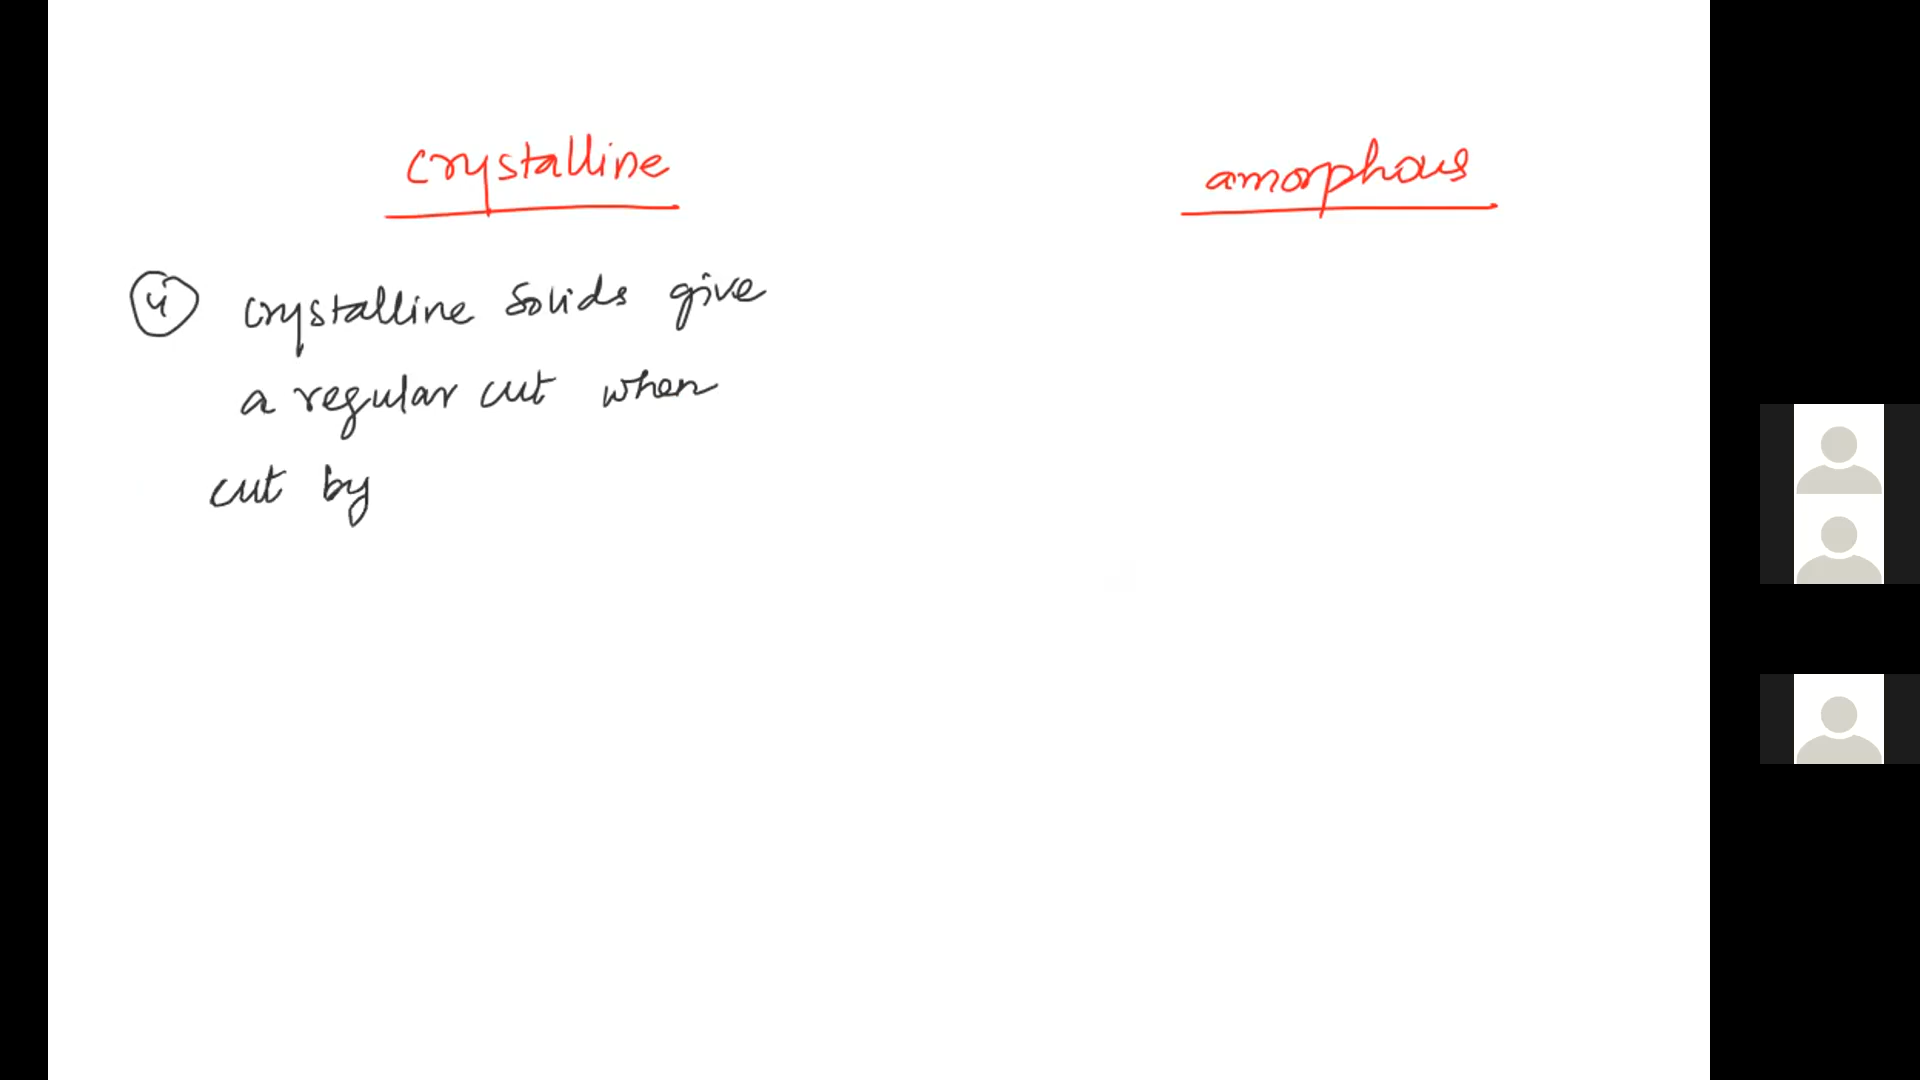 crystalline amorphous
4 crystalline solids give
a regular cut when
cut by